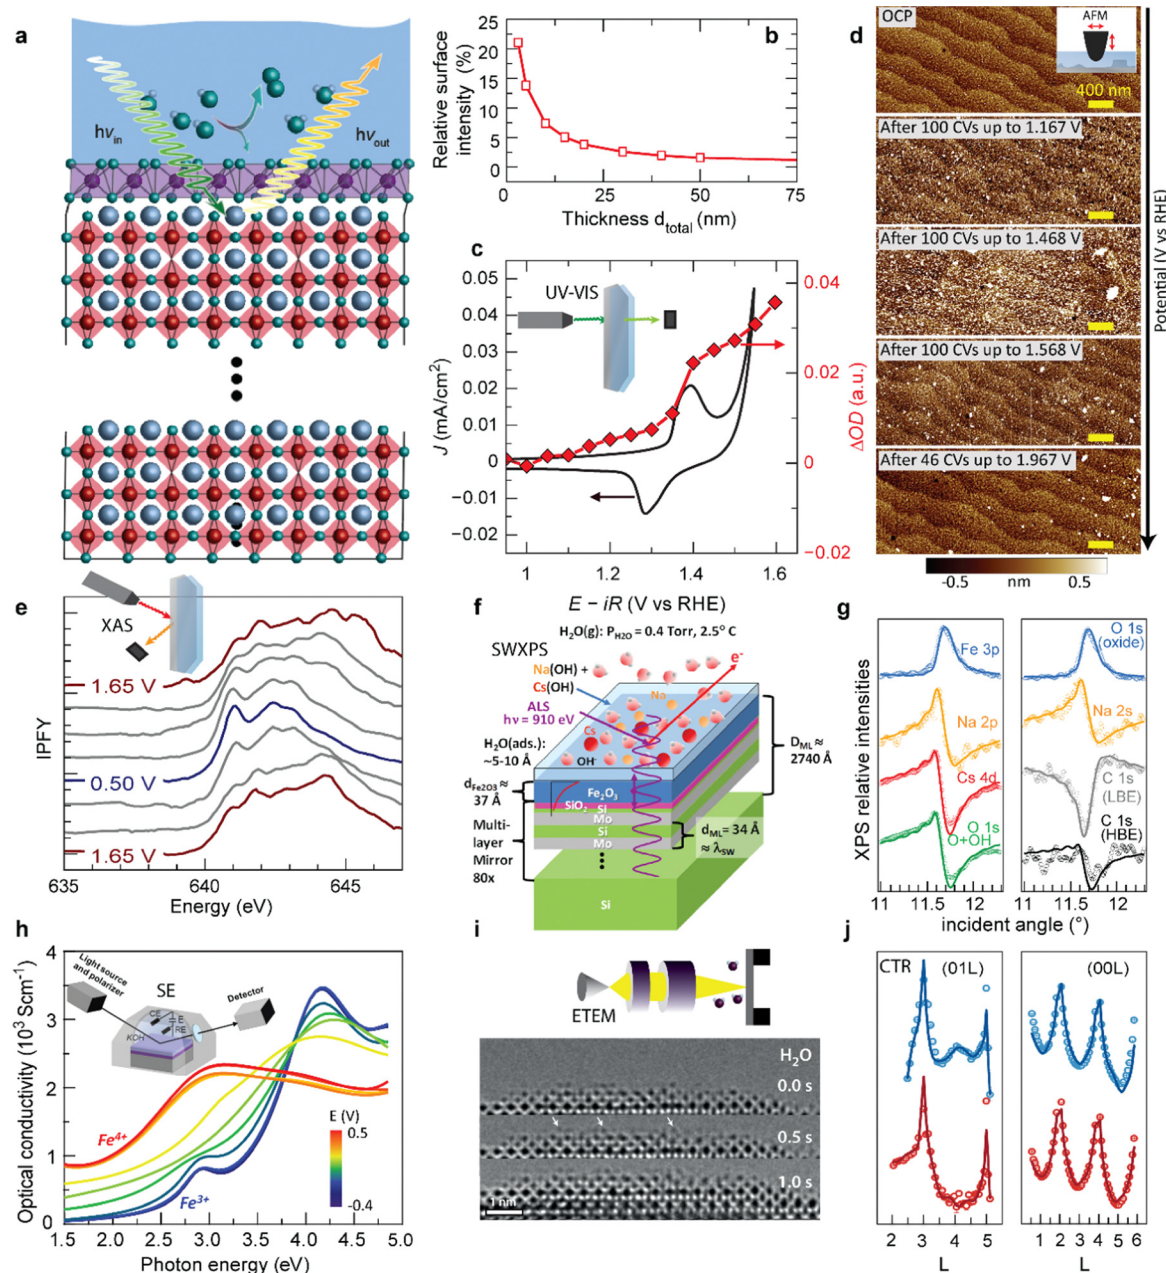 a
hνin
hνout
b
Relative surface
intensity (%)
25
20
15
10
5
0
0
25
50
75
Thickness dtotal (nm)
c
UV-VIS
J (mA/cm²)
0.05
0.04
0.03
0.02
0.01
0
−0.01
−0.02
0.04
0.02
0
−0.02
ΔOD (a.u.)
1
1.2
1.4
1.6
E − iR (V vs RHE)
d
OCP
AFM
400 nm
After 100 CVs up to 1.167 V
After 100 CVs up to 1.468 V
After 100 CVs up to 1.568 V
After 46 CVs up to 1.967 V
Potential (V vs RHE)
-0.5
nm
0.5
e
XAS
IPFY
1.65 V
0.50 V
1.65 V
635
640
645
Energy (eV)
f
H₂O(g): PH2O = 0.4 Torr, 2.5° C
SWXPS
Na(OH) +
Cs(OH)
ALS
hν = 910 eV
H₂O(ads.):
~5-10 Å
e-
Na
Cs
OH-
DML ≈
2740 Å
dFe2O3 ≈
37 Å
Fe₂O₃
SiO₂
Si
Mo
Si
Mo
Multi-
layer
Mirror
80x
dML = 34 Å
≈ λSW
Si
g
XPS relative intensities
Fe 3p
Na 2p
Cs 4d
O 1s
O+OH
O 1s
(oxide)
Na 2s
C 1s
(LBE)
C 1s
(HBE)
11
11.5
12
11
11.5
12
incident angle (°)
h
Optical conductivity (10³ Scm⁻¹)
4
3
2
1
0
Light source
and polarizer
SE
Detector
CE
E
RE
KOH
Fe⁴⁺
Fe³⁺
E (V)
0.5
-0.4
1.5
2.0
2.5
3.0
3.5
4.0
4.5
5.0
Photon energy (eV)
i
ETEM
H₂O
0.0 s
0.5 s
1.0 s
1 nm
j
CTR
(01L)
(00L)
2
3
4
5
1
2
3
4
5
6
L
L